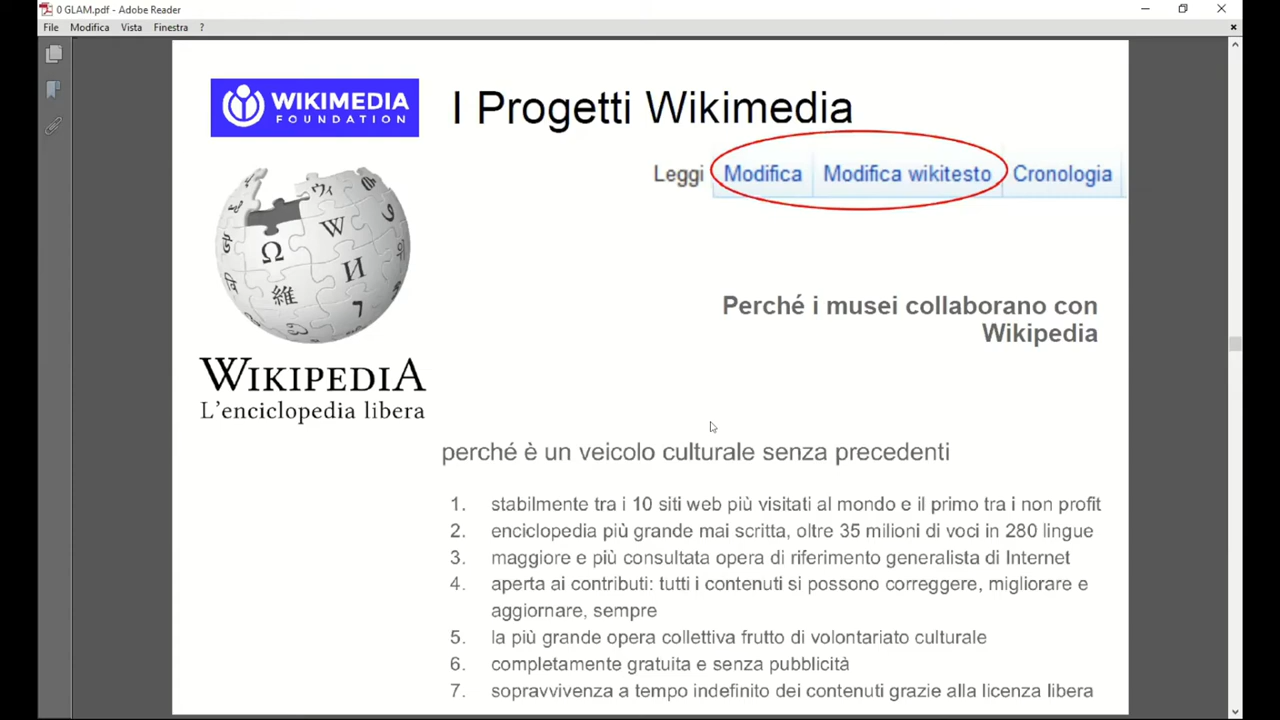 0 GLAM.pdf - Adobe Reader
File Modifica Vista Finestra ?
WIKIMEDIA
FOUNDATION
I Progetti Wikimedia
Leggi Modifica Modifica wikitesto Cronologia
Ω W И 維 7 ウィ
Perché i musei collaborano con
Wikipedia
WIKIPEDIA
L'enciclopedia libera
perché è un veicolo culturale senza precedenti
1. stabilmente tra i 10 siti web più visitati al mondo e il primo tra i non profit
2. enciclopedia più grande mai scritta, oltre 35 milioni di voci in 280 lingue
3. maggiore e più consultata opera di riferimento generalista di Internet
4. aperta ai contributi: tutti i contenuti si possono correggere, migliorare e
aggiornare, sempre
5. la più grande opera collettiva frutto di volontariato culturale
6. completamente gratuita e senza pubblicità
7. sopravvivenza a tempo indefinito dei contenuti grazie alla licenza libera